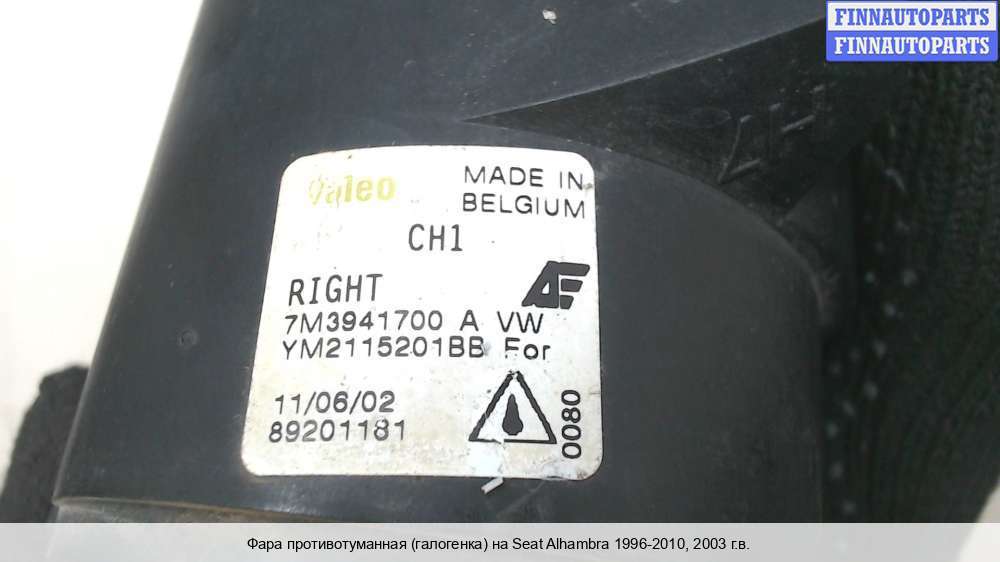 FINNAUTOPARTS
FINNAUTOPARTS
Valeo
MADE IN
BELGIUM
CH1
RIGHT
7M3941700 A VW
YM2115201BB For
11/06/02
89201181
0080
Фара противотуманная (галогенка) на Seat Alhambra 1996-2010, 2003 г.в.